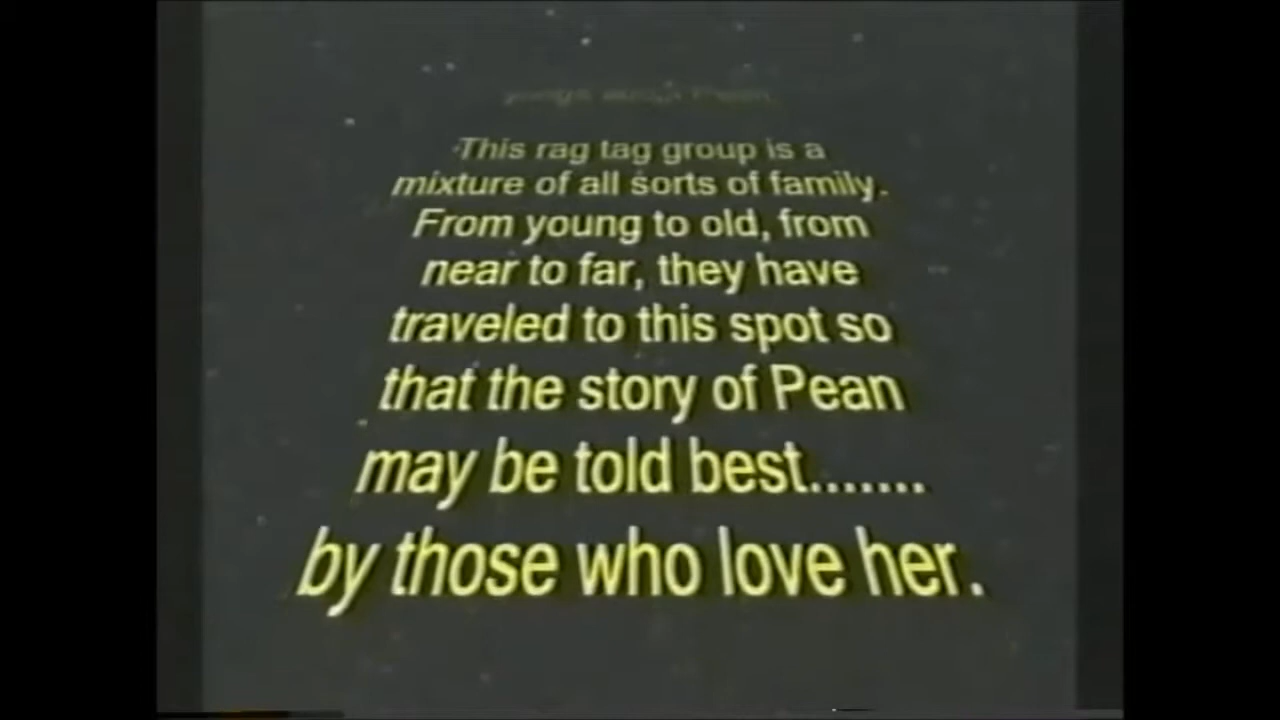 This rag tag group is a
mixture of all sorts of family.
From young to old, from
near to far, they have
traveled to this spot so
that the story of Pean
may be told best.......
by those who love her.